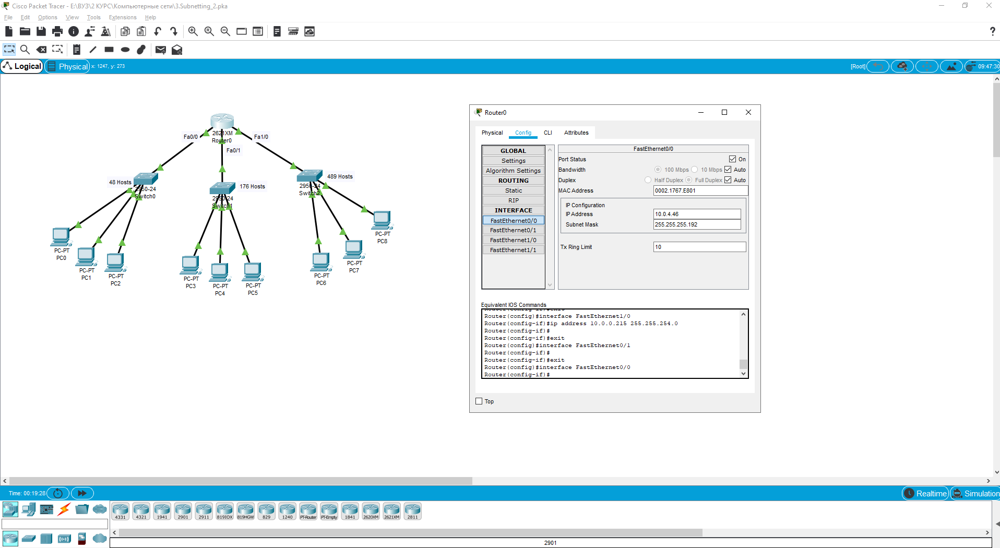 Cisco Packet Tracer - E:\ВУЗ\2 КУРС\Компьютерные сети\3.Subnetting_2.pka
File Edit Options View Tools Extensions Help
?
Logical Physical x: 1247, y: 273 [Root] 09:47:30
2621XM
Router0
Fa0/0
Fa1/0
Fa0/1
48 Hosts
2950-24
Switch0
176 Hosts
2950-24
Switch1
489 Hosts
2950-24
Switch2
PC-PT
PC0
PC-PT
PC1
PC-PT
PC2
PC-PT
PC3
PC-PT
PC4
PC-PT
PC5
PC-PT
PC6
PC-PT
PC7
PC-PT
PC8
Router0
Physical Config CLI Attributes
GLOBAL
Settings
Algorithm Settings
ROUTING
Static
RIP
INTERFACE
FastEthernet0/0
FastEthernet0/1
FastEthernet1/0
FastEthernet1/1
FastEthernet0/0
Port Status On
Bandwidth 100 Mbps 10 Mbps Auto
Duplex Half Duplex Full Duplex Auto
MAC Address 0002.1767.E801
IP Configuration
IP Address 10.0.4.46
Subnet Mask 255.255.255.192
Tx Ring Limit 10
Equivalent IOS Commands
Router(config-if)#exit
Router(config)#interface FastEthernet1/0
Router(config-if)#ip address 10.0.0.215 255.255.254.0
Router(config-if)#
Router(config-if)#exit
Router(config)#interface FastEthernet0/1
Router(config-if)#
Router(config-if)#exit
Router(config)#interface FastEthernet0/0
Router(config-if)#
Top
Time: 00:19:28 Realtime Simulation
4331 4321 1941 2901 2911 819IOX 819HGW 829 1240 PT-Router PT-Empty 1841 2620XM 2621XM 2811
2901